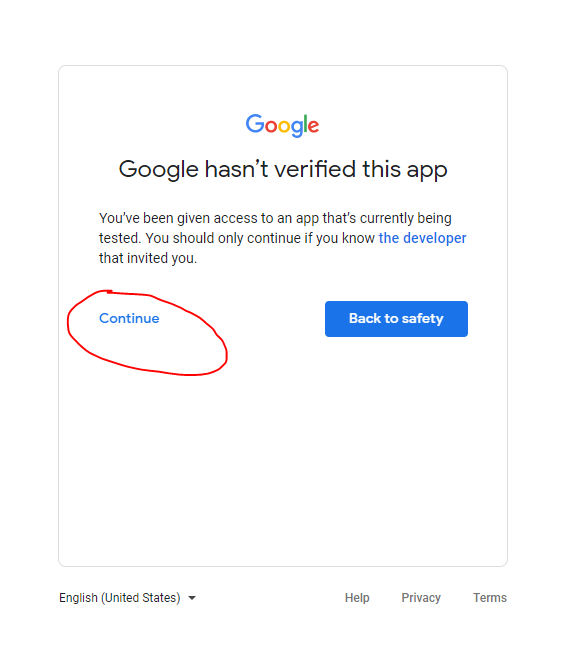 Google
Google hasn’t verified this app
You’ve been given access to an app that’s currently being
tested. You should only continue if you know the developer
that invited you.
Continue
Back to safety
English (United States)
Help
Privacy
Terms